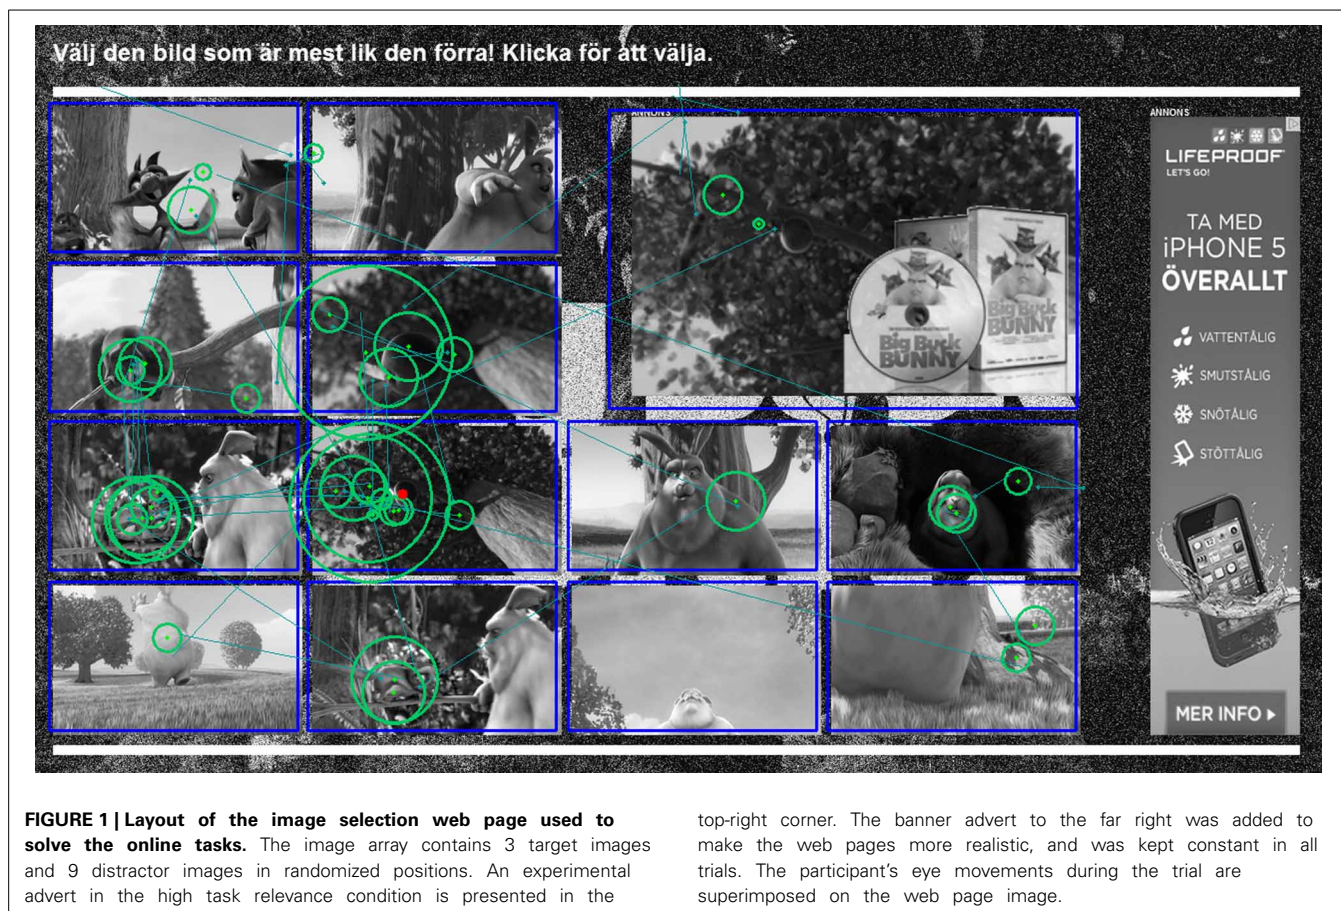 Välj den bild som är mest lik den förra! Klicka för att välja.
ANNONS
ANNONS
LIFEPROOF
LET'S GO!
TA MED
iPHONE 5
ÖVERALLT
VATTENTÅLIG
SMUTSTÅLIG
SNÖTÅLIG
STÖTTÅLIG
MER INFO
Big Buck
BUNNY
Big Buck
BUNNY
FIGURE 1 | Layout of the image selection web page used to
solve the online tasks. The image array contains 3 target images
and 9 distractor images in randomized positions. An experimental
advert in the high task relevance condition is presented in the
top-right corner. The banner advert to the far right was added to
make the web pages more realistic, and was kept constant in all
trials. The participant's eye movements during the trial are
superimposed on the web page image.